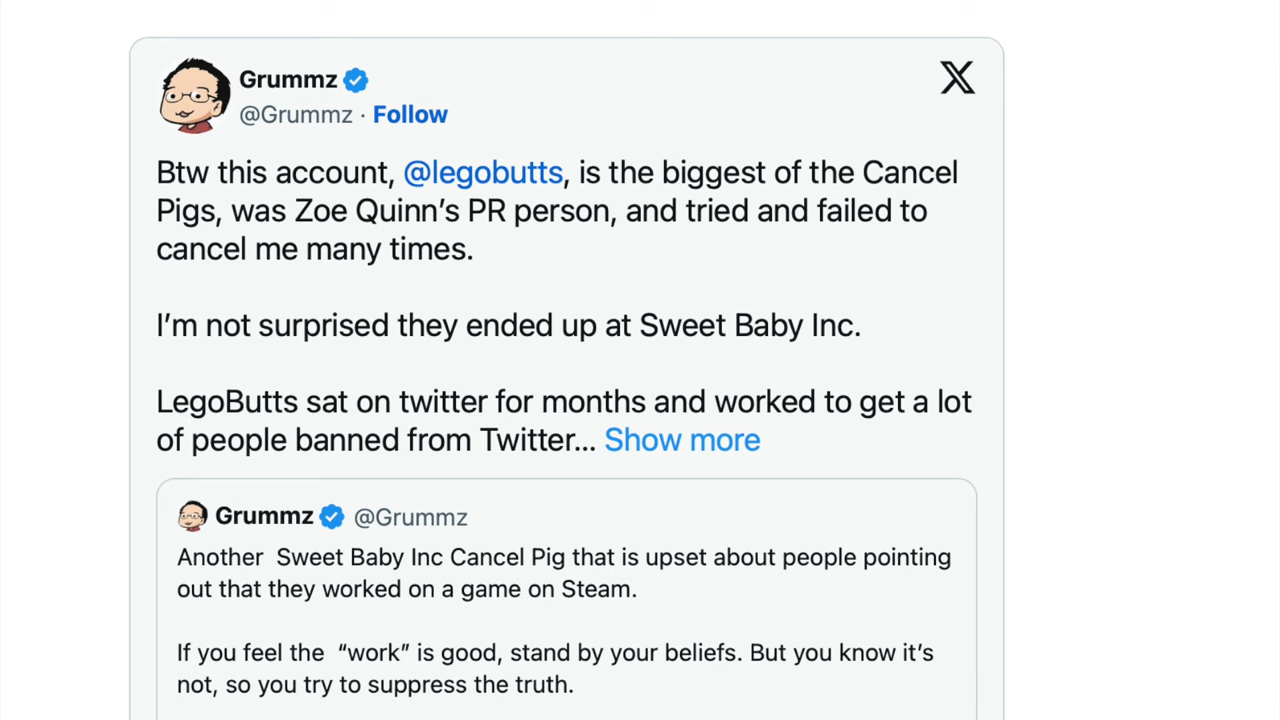 Grummz
@Grummz · Follow
Btw this account, @legobutts, is the biggest of the Cancel
Pigs, was Zoe Quinn’s PR person, and tried and failed to
cancel me many times.
I’m not surprised they ended up at Sweet Baby Inc.
LegoButts sat on twitter for months and worked to get a lot
of people banned from Twitter... Show more
Grummz @Grummz
Another  Sweet Baby Inc Cancel Pig that is upset about people pointing
out that they worked on a game on Steam.
If you feel the  “work” is good, stand by your beliefs. But you know it’s
not, so you try to suppress the truth.